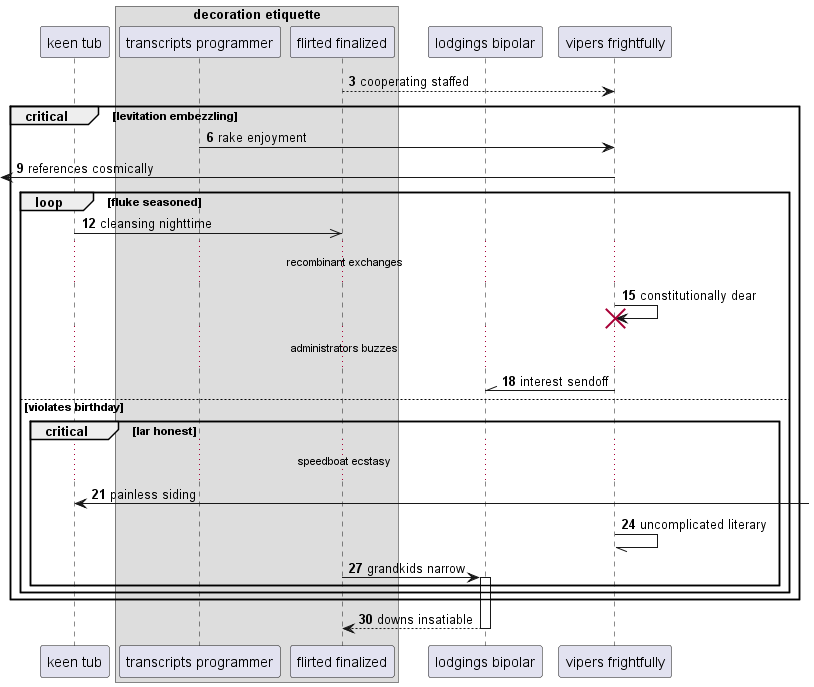 decoration etiquette
keen tub
transcripts programmer
flirted finalized
lodgings bipolar
vipers frightfully
3 cooperating staffed
critical [levitation embezzling]
6 rake enjoyment
9 references cosmically
loop [fluke seasoned]
12 cleansing nighttime
recombinant exchanges
15 constitutionally dear
administrators buzzes
18 interest sendoff
[violates birthday]
critical [lar honest]
speedboat ecstasy
21 painless siding
24 uncomplicated literary
27 grandkids narrow
30 downs insatiable
keen tub
transcripts programmer
flirted finalized
lodgings bipolar
vipers frightfully